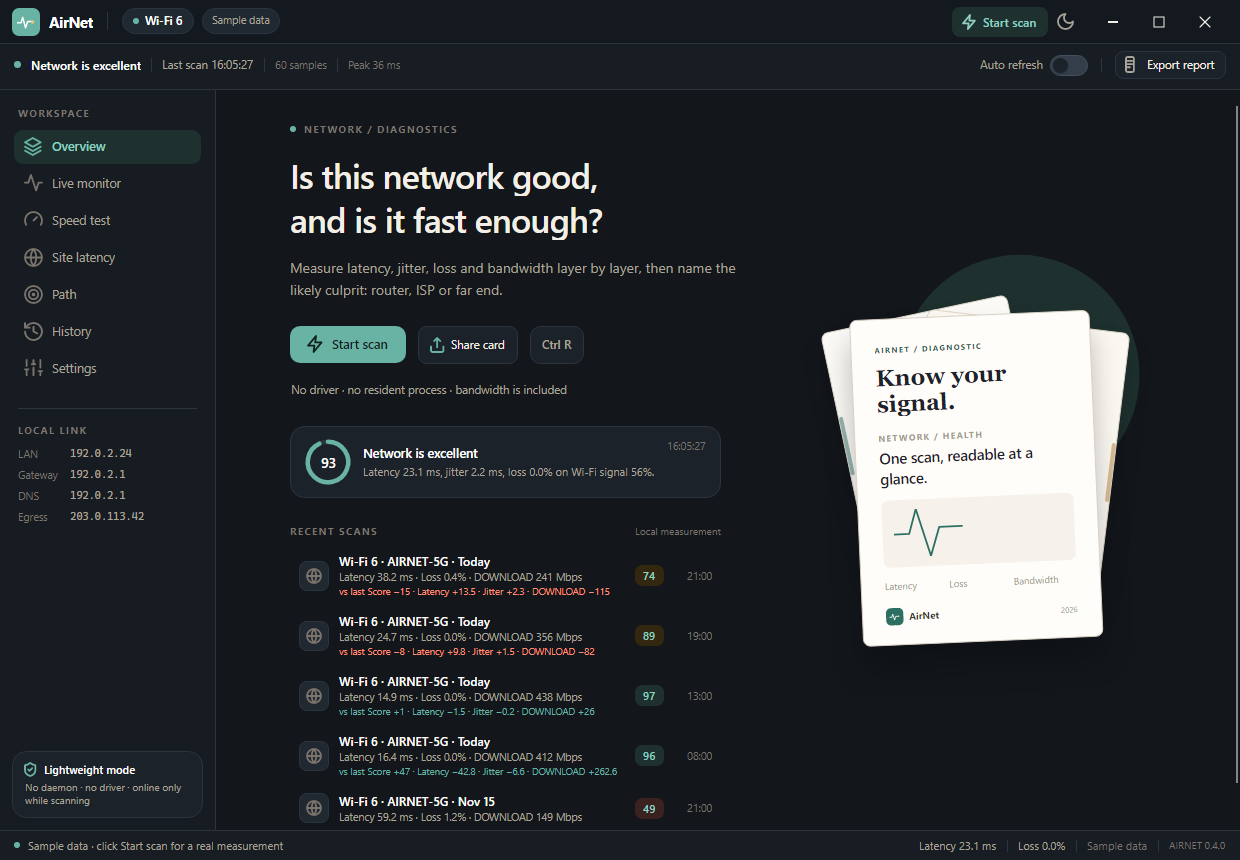 AirNet
Wi-Fi 6
Sample data
Start scan
Network is excellent
Last scan 16:05:27
60 samples
Peak 36 ms
Auto refresh
Export report
WORKSPACE
Overview
Live monitor
Speed test
Site latency
Path
History
Settings
LOCAL LINK
LAN 192.0.2.24
Gateway 192.0.2.1
DNS 192.0.2.1
Egress 203.0.113.42
Lightweight mode
No daemon · no driver · online only
while scanning
NETWORK / DIAGNOSTICS
Is this network good,
and is it fast enough?
Measure latency, jitter, loss and bandwidth layer by layer, then name the
likely culprit: router, ISP or far end.
Start scan
Share card
Ctrl R
No driver · no resident process · bandwidth is included
93
Network is excellent
16:05:27
Latency 23.1 ms, jitter 2.2 ms, loss 0.0% on Wi-Fi signal 56%.
RECENT SCANS
Local measurement
Wi-Fi 6 · AIRNET-5G · Today
Latency 38.2 ms · Loss 0.4% · DOWNLOAD 241 Mbps
vs last Score −15 · Latency +13.5 · Jitter +2.3 · DOWNLOAD −115
74
21:00
Wi-Fi 6 · AIRNET-5G · Today
Latency 24.7 ms · Loss 0.0% · DOWNLOAD 356 Mbps
vs last Score −8 · Latency +9.8 · Jitter +1.5 · DOWNLOAD −82
89
19:00
Wi-Fi 6 · AIRNET-5G · Today
Latency 14.9 ms · Loss 0.0% · DOWNLOAD 438 Mbps
vs last Score +1 · Latency −1.5 · Jitter −0.2 · DOWNLOAD +26
97
13:00
Wi-Fi 6 · AIRNET-5G · Today
Latency 16.4 ms · Loss 0.0% · DOWNLOAD 412 Mbps
vs last Score +47 · Latency −42.8 · Jitter −6.6 · DOWNLOAD +262.6
96
08:00
Wi-Fi 6 · AIRNET-5G · Nov 15
Latency 59.2 ms · Loss 1.2% · DOWNLOAD 149 Mbps
49
21:00
AIRNET / DIAGNOSTIC
Know your
signal.
NETWORK / HEALTH
One scan, readable at a
glance.
Latency
Loss
Bandwidth
AirNet
2026
Sample data · click Start scan for a real measurement
Latency 23.1 ms
Loss 0.0%
Sample data
AIRNET 0.4.0